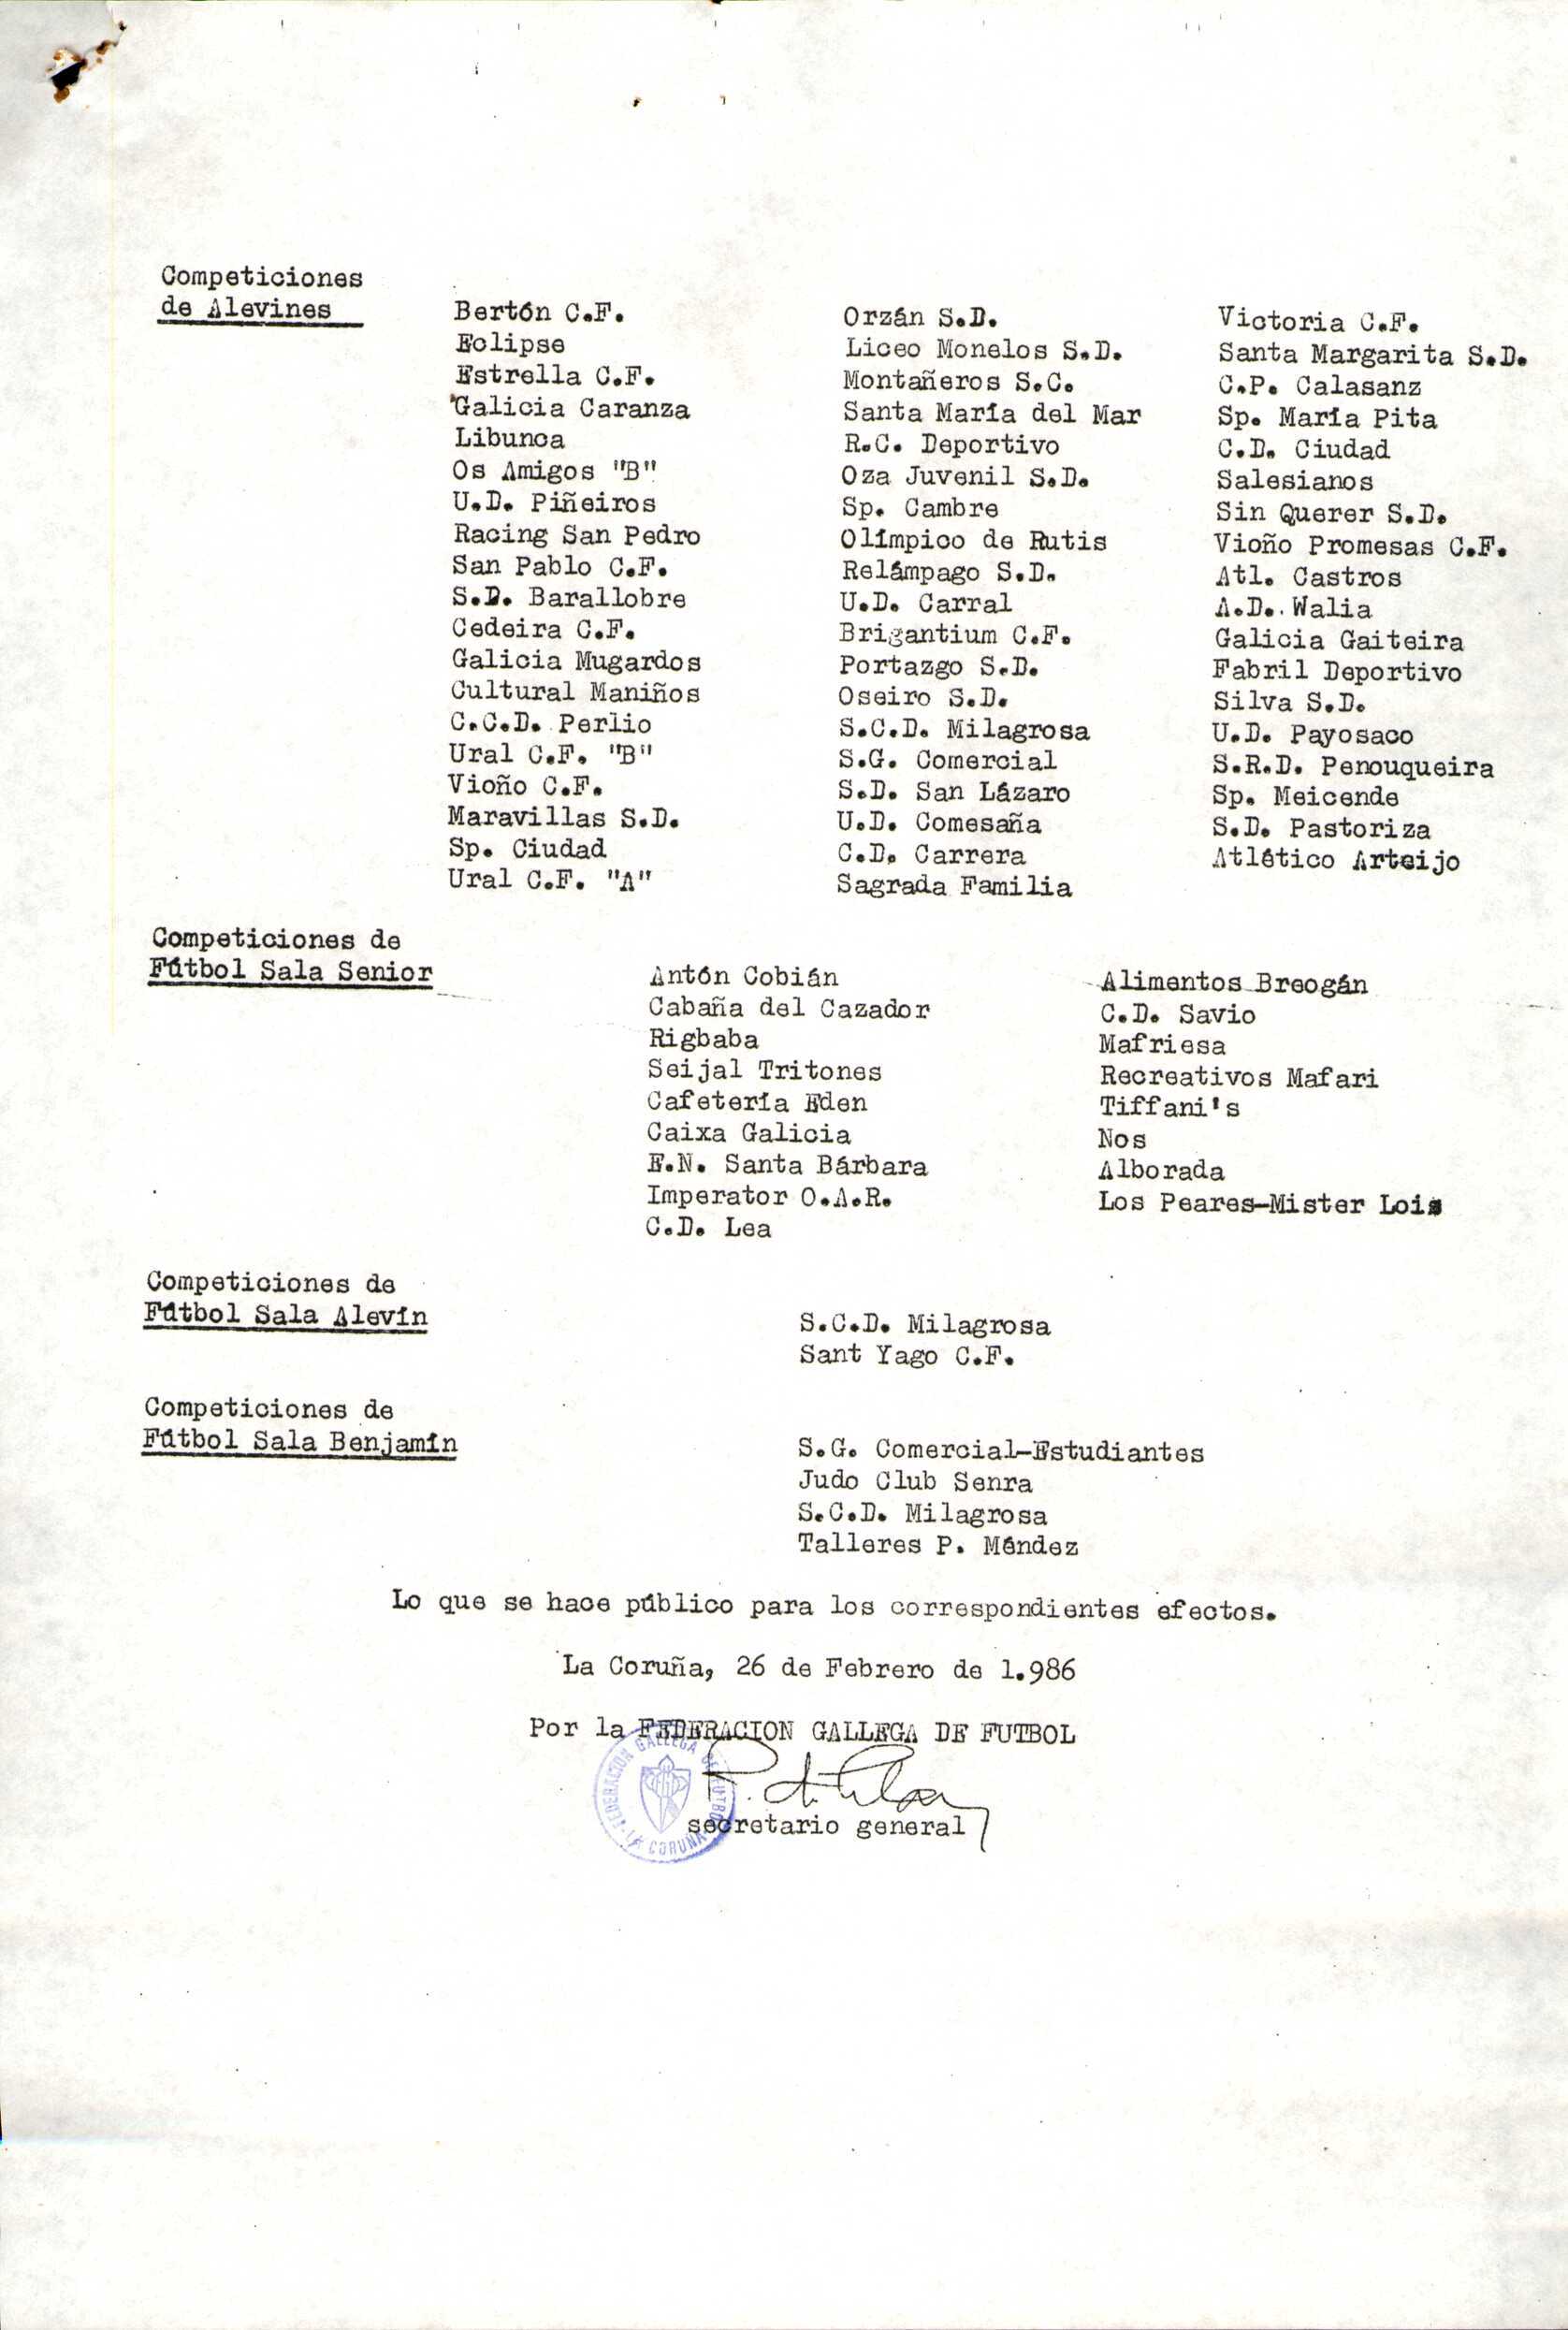 Competiciones
de Alevines
Bertón C.F.
Eclipse
Estrella C.F.
Galicia Caranza
Libunca
Os Amigos "B"
U.D. Piñeiros
Racing San Pedro
San Pablo C.F.
S.D. Barallobre
Cedeira C.F.
Galicia Mugardos
Cultural Maniños
C.C.D. Perlio
Ural C.F. "B"
Vioño C.F.
Maravillas S.D.
Sp. Ciudad
Ural C.F. "A"
Orzán S.D.
Liceo Monelos S.D.
Montañeros S.C.
Santa María del Mar
R.C. Deportivo
Oza Juvenil S.D.
Sp. Cambre
Olímpico de Rutis
Relámpago S.D.
U.D. Carral
Brigantium C.F.
Portazgo S.D.
Oseiro S.D.
S.C.D. Milagrosa
S.G. Comercial
S.D. San Lázaro
U.D. Comesaña
C.D. Carrera
Sagrada Familia
Victoria C.F.
Santa Margarita S.D.
C.P. Calasanz
Sp. María Pita
C.D. Ciudad
Salesianos
Sin Querer S.D.
Vioño Promesas C.F.
Atl. Castros
A.D. Walia
Galicia Gaiteira
Fabril Deportivo
Silva S.D.
U.D. Payosaco
S.R.D. Penouqueira
Sp. Meicende
S.D. Pastoriza
Atlético Arteijo
Competiciones de
Fútbol Sala Senior
Antón Cobián
Cabaña del Cazador
Rigbaba
Seijal Tritones
Cafetería Eden
Caixa Galicia
E.N. Santa Bárbara
Imperator O.A.R.
C.D. Lea
Alimentos Breogán
C.D. Savio
Mafriesa
Recreativos Mafari
Tiffani's
Nos
Alborada
Los Peares-Mister Lois
Competiciones de
Fútbol Sala Alevín
S.C.D. Milagrosa
Sant Yago C.F.
Competiciones de
Fútbol Sala Benjamín
S.G. Comercial-Estudiantes
Judo Club Senra
S.C.D. Milagrosa
Talleres P. Méndez
Lo que se hace público para los correspondientes efectos.
La Coruña, 26 de Febrero de 1.986
Por la FEDERACION GALLEGA DE FUTBOL
FEDERACION GALLEGA DE FUTBOL
LA CORUÑA
secretario general